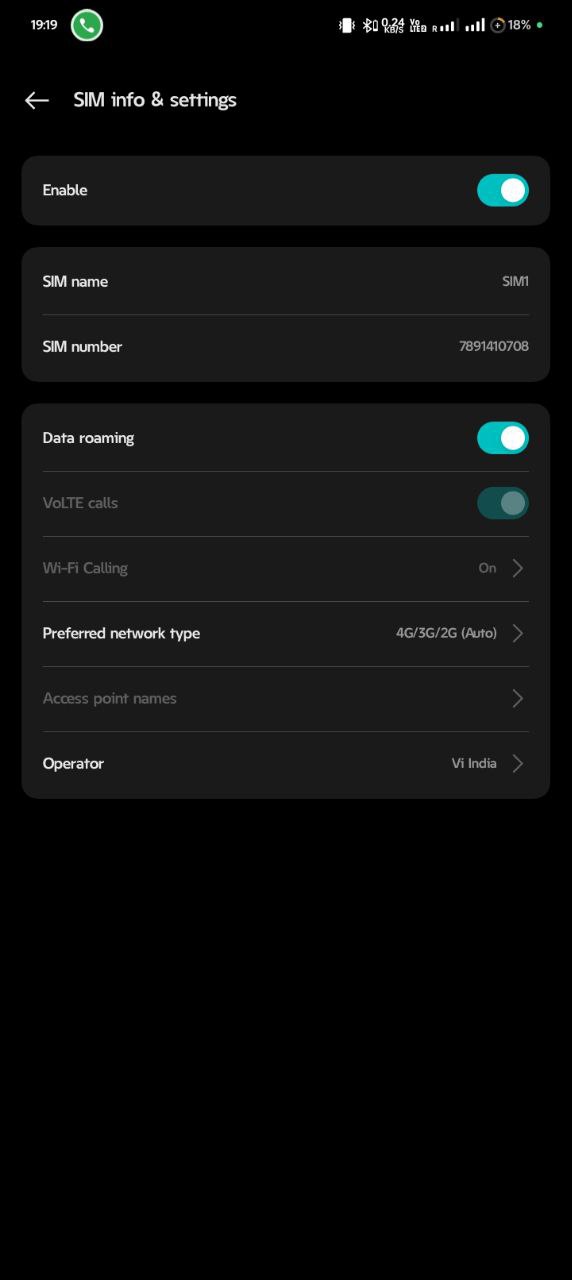 19:19 0.24 KB/S Vo LTE 2 R 18%
SIM info & settings
Enable
SIM name SIM1
SIM number 7891410708
Data roaming
VoLTE calls
Wi-Fi Calling On
Preferred network type 4G/3G/2G (Auto)
Access point names
Operator Vi India